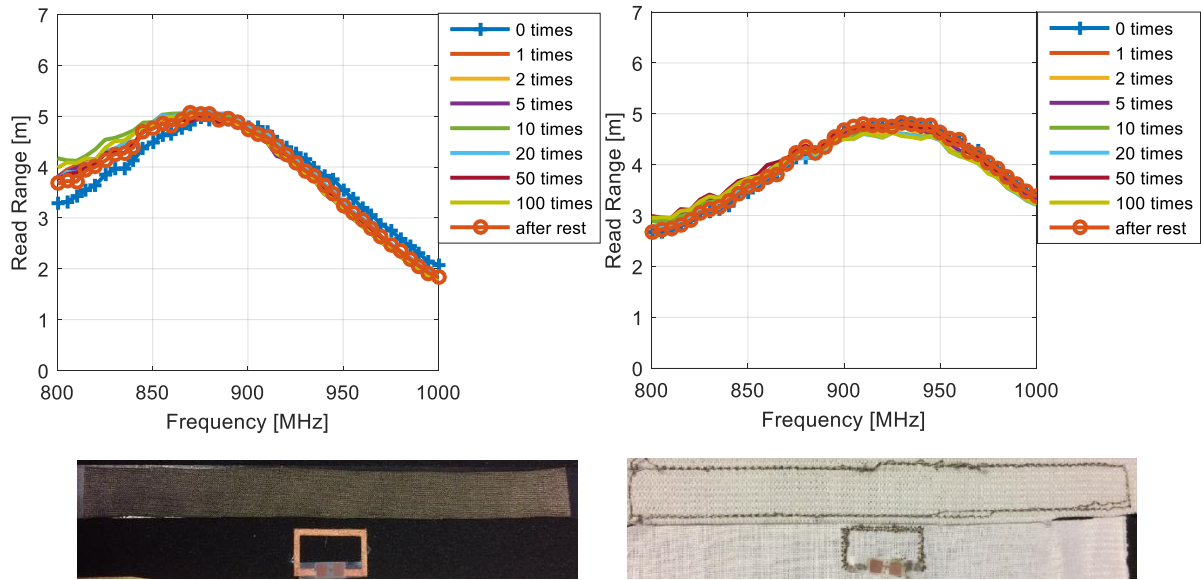 7
6
5
4
3
2
1
0
Read Range [m]
800 850 900 950 1000
Frequency [MHz]
0 times
1 times
2 times
5 times
10 times
20 times
50 times
100 times
after rest
7
6
5
4
3
2
1
0
Read Range [m]
800 850 900 950 1000
Frequency [MHz]
0 times
1 times
2 times
5 times
10 times
20 times
50 times
100 times
after rest